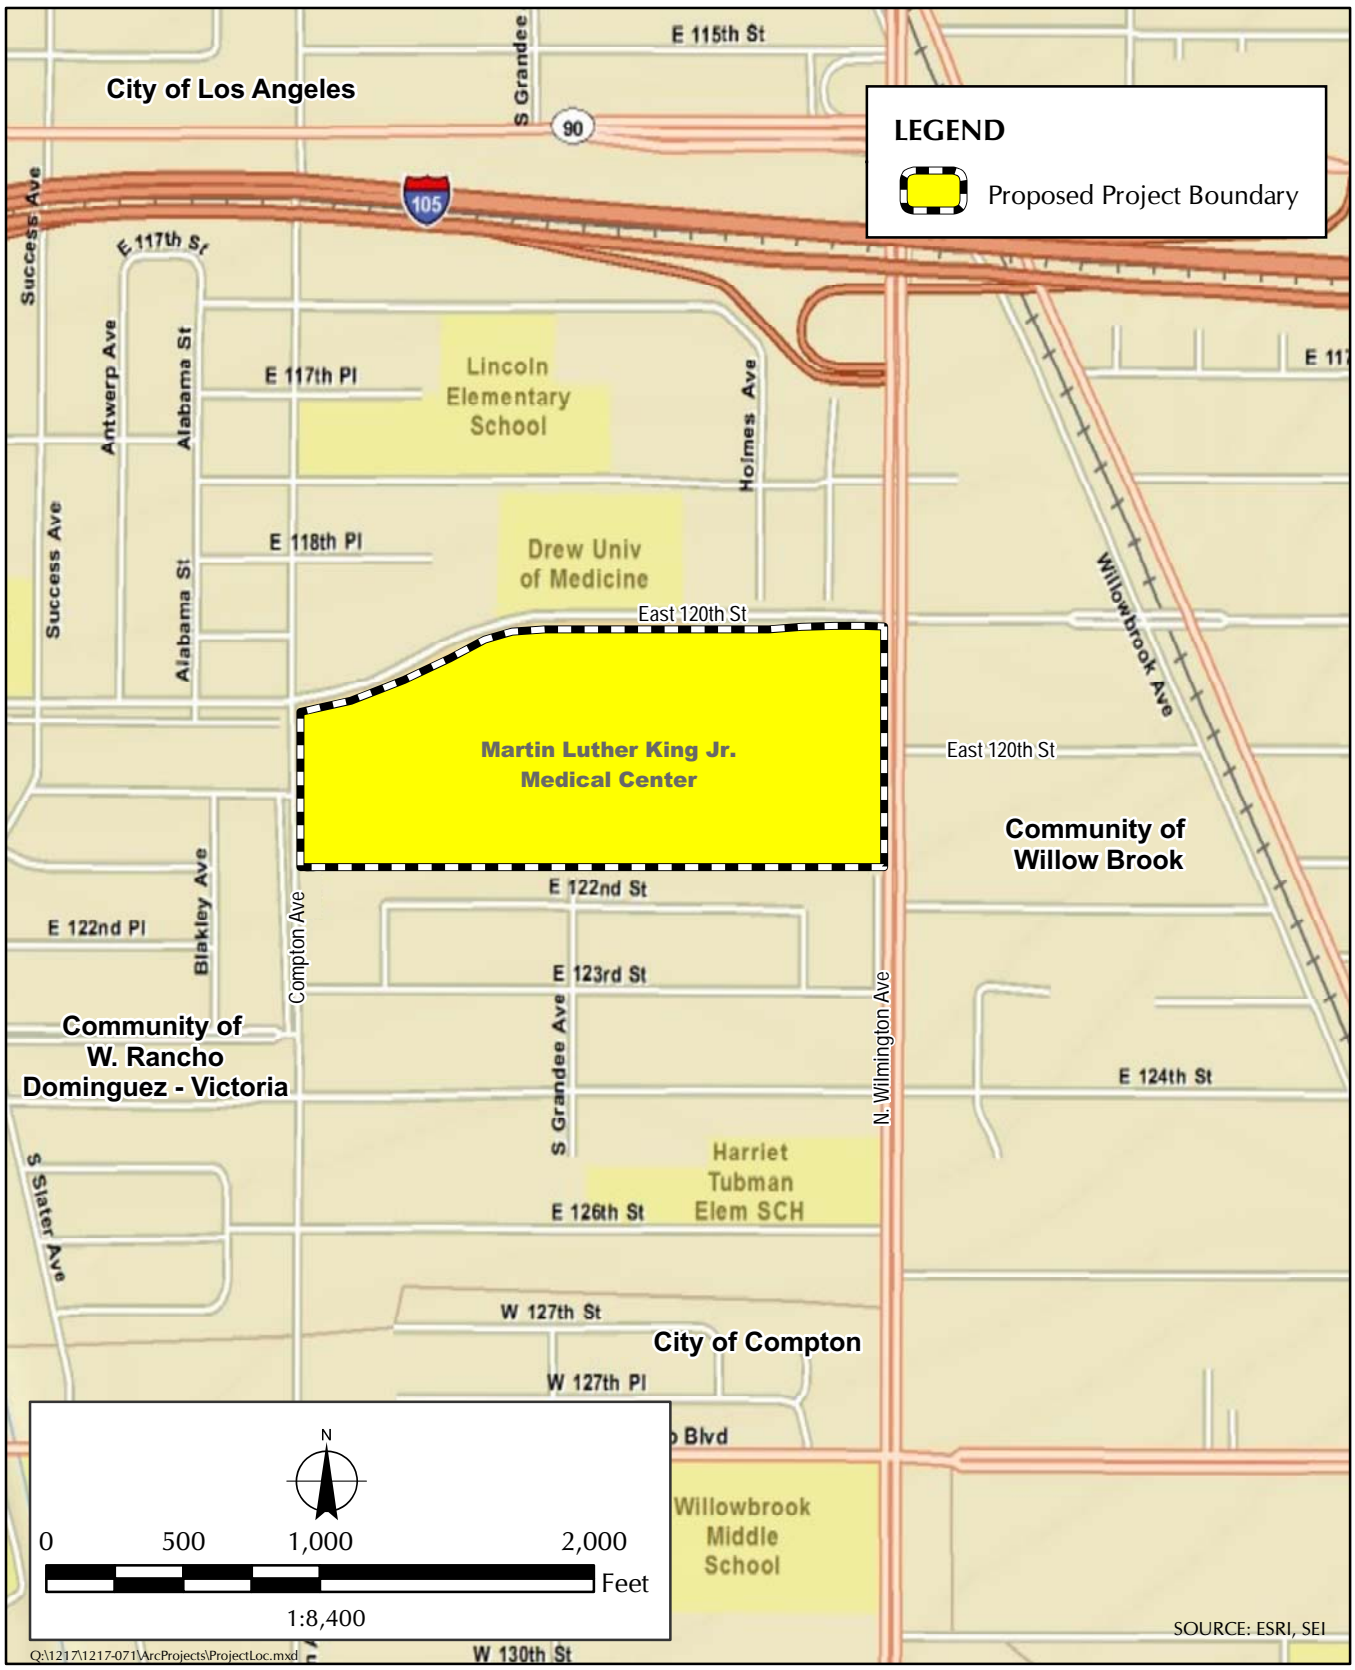 E 115th St
S Grandee
City of Los Angeles
90
LEGEND
Proposed Project Boundary
105
Success Ave
E 117th St
Antwerp Ave
Alabama St
E 117th Pl
Lincoln
Elementary
School
Holmes Ave
E 117
Success Ave
E 118th Pl
Alabama St
Drew Univ
of Medicine
Willowbrook Ave
East 120th St
Martin Luther King Jr.
Medical Center
East 120th St
Community of
Willow Brook
E 122nd St
Blakley Ave
E 122nd Pl
Compton Ave
E 123rd St
N. Wilmington Ave
S Grandee Ave
Community of
W. Rancho
Dominguez - Victoria
E 124th St
S Slater Ave
Harriet
Tubman
Elem SCH
E 126th St
W 127th St
City of Compton
W 127th Pl
o Blvd
N
0 500 1,000 2,000
Feet
1:8,400
Willowbrook
Middle
School
SOURCE: ESRI, SEI
W 130th St
Q:\1217\1217-071\ArcProjects\ProjectLoc.mxd